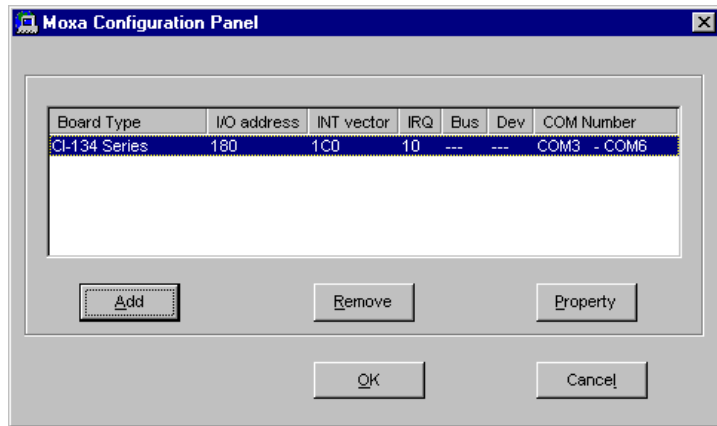 Moxa Configuration Panel
Board Type I/O address INT vector IRQ Bus Dev COM Number
CI-134 Series 180 1C0 10 --- --- COM3 - COM6
Add Remove Property
OK Cancel